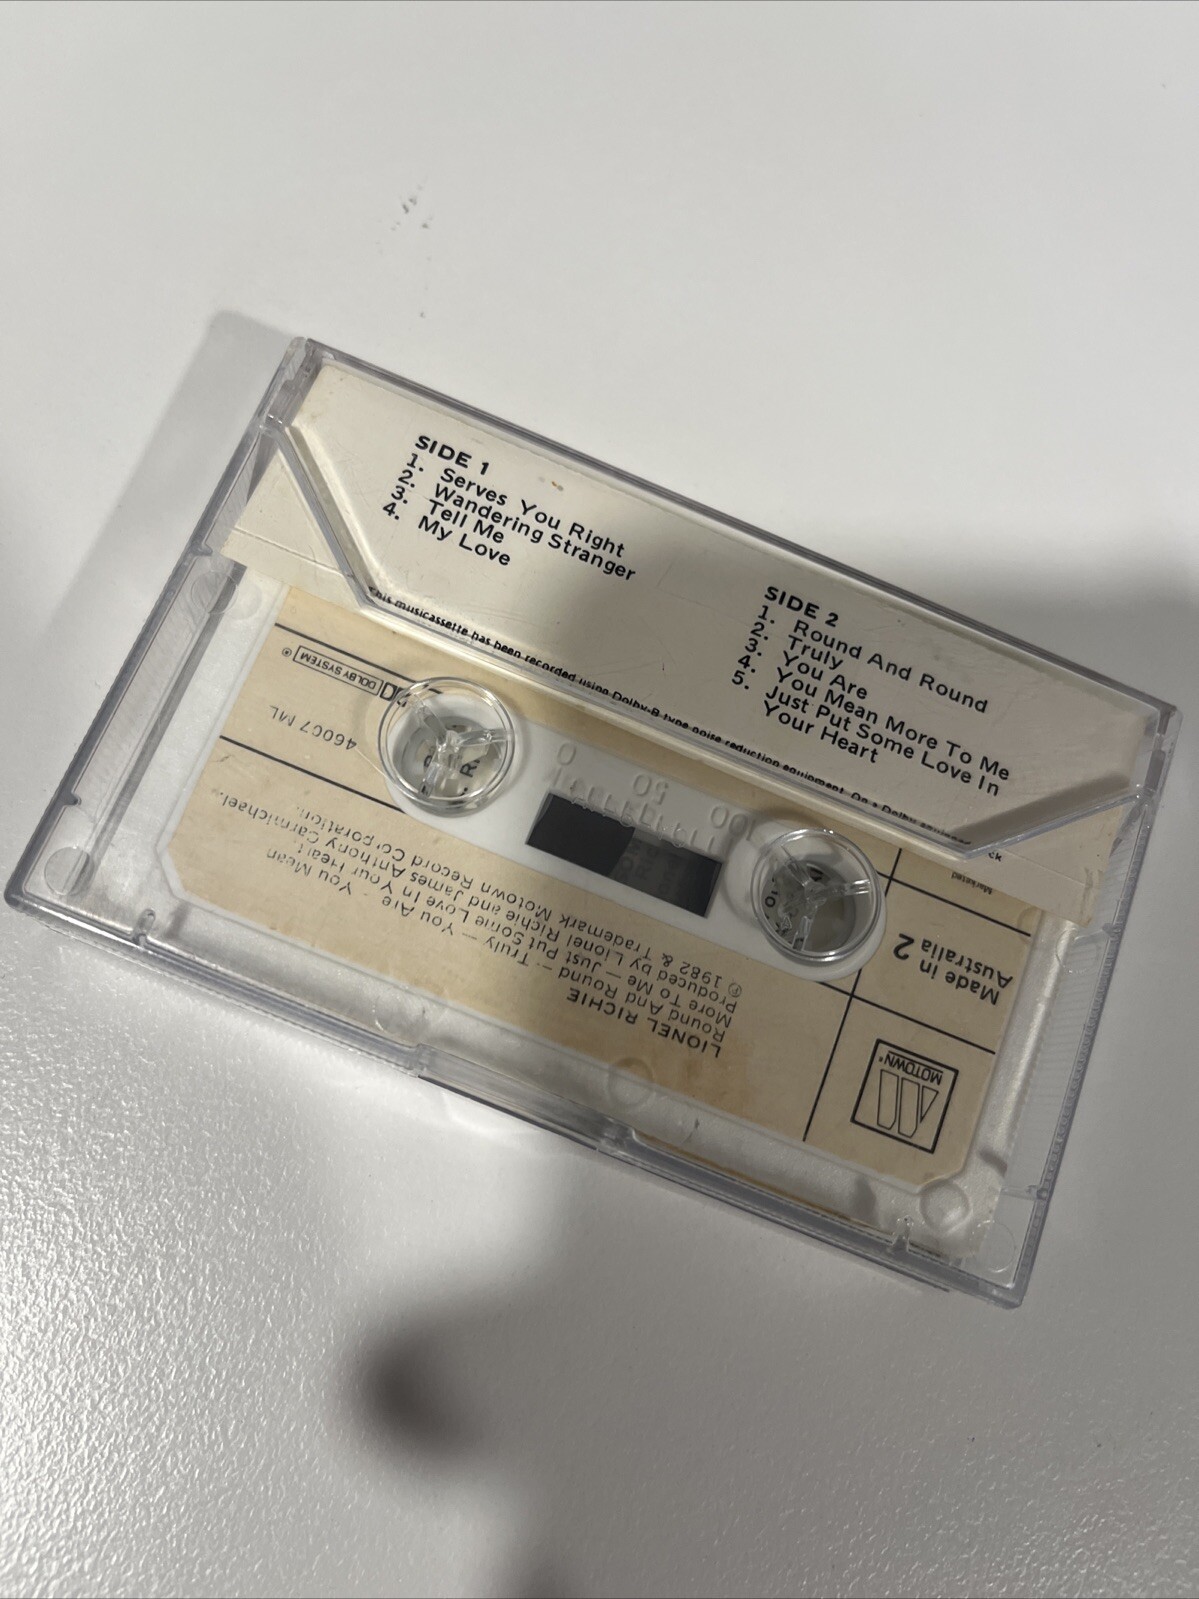 SIDE 1
1. Serves You Right
2. Wandering Stranger
3. Tell Me
4. My Love
SIDE 2
1. Round And Round
2. Truly
3. You Are
4. You Mean More To Me
5. Just Put Some Love In
Your Heart
This musicassette has been recorded using Dolby-B type noise reduction equipment. On a Dolby
MOTOWN®
Made in
Australia
2
Marketed
LIONEL RICHIE
Round And Round — Truly — You Are — You Mean
More To Me — Just Put Some Love In Your Heart
Produced by Lionel Richie and James Anthony Carmichael.
℗ 1982 & Trademark Motown Record Co'poration.
46007 ML
DOLBY SYSTEM ®
0 50 100